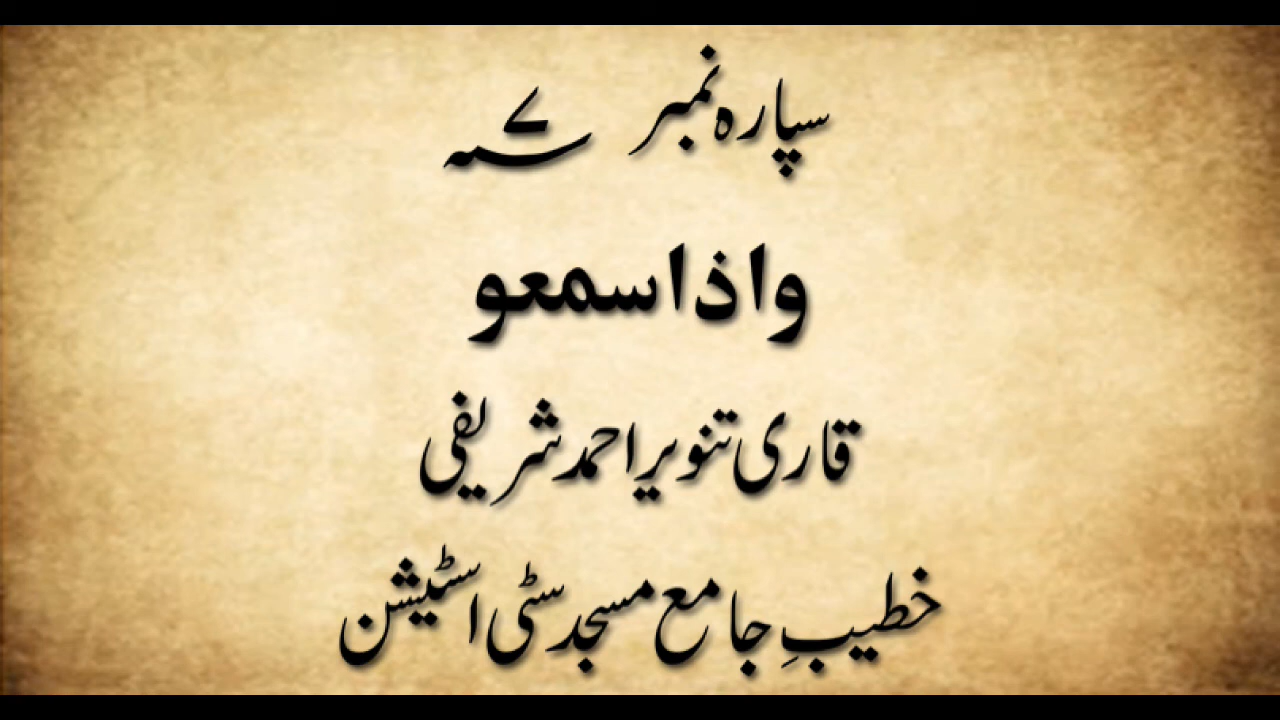 سپارہ نمبر ۷؁
واذاسمعو
قاری تنویر احمد شریفی
خطیبِ جامع مسجد سٹی اسٹیشن